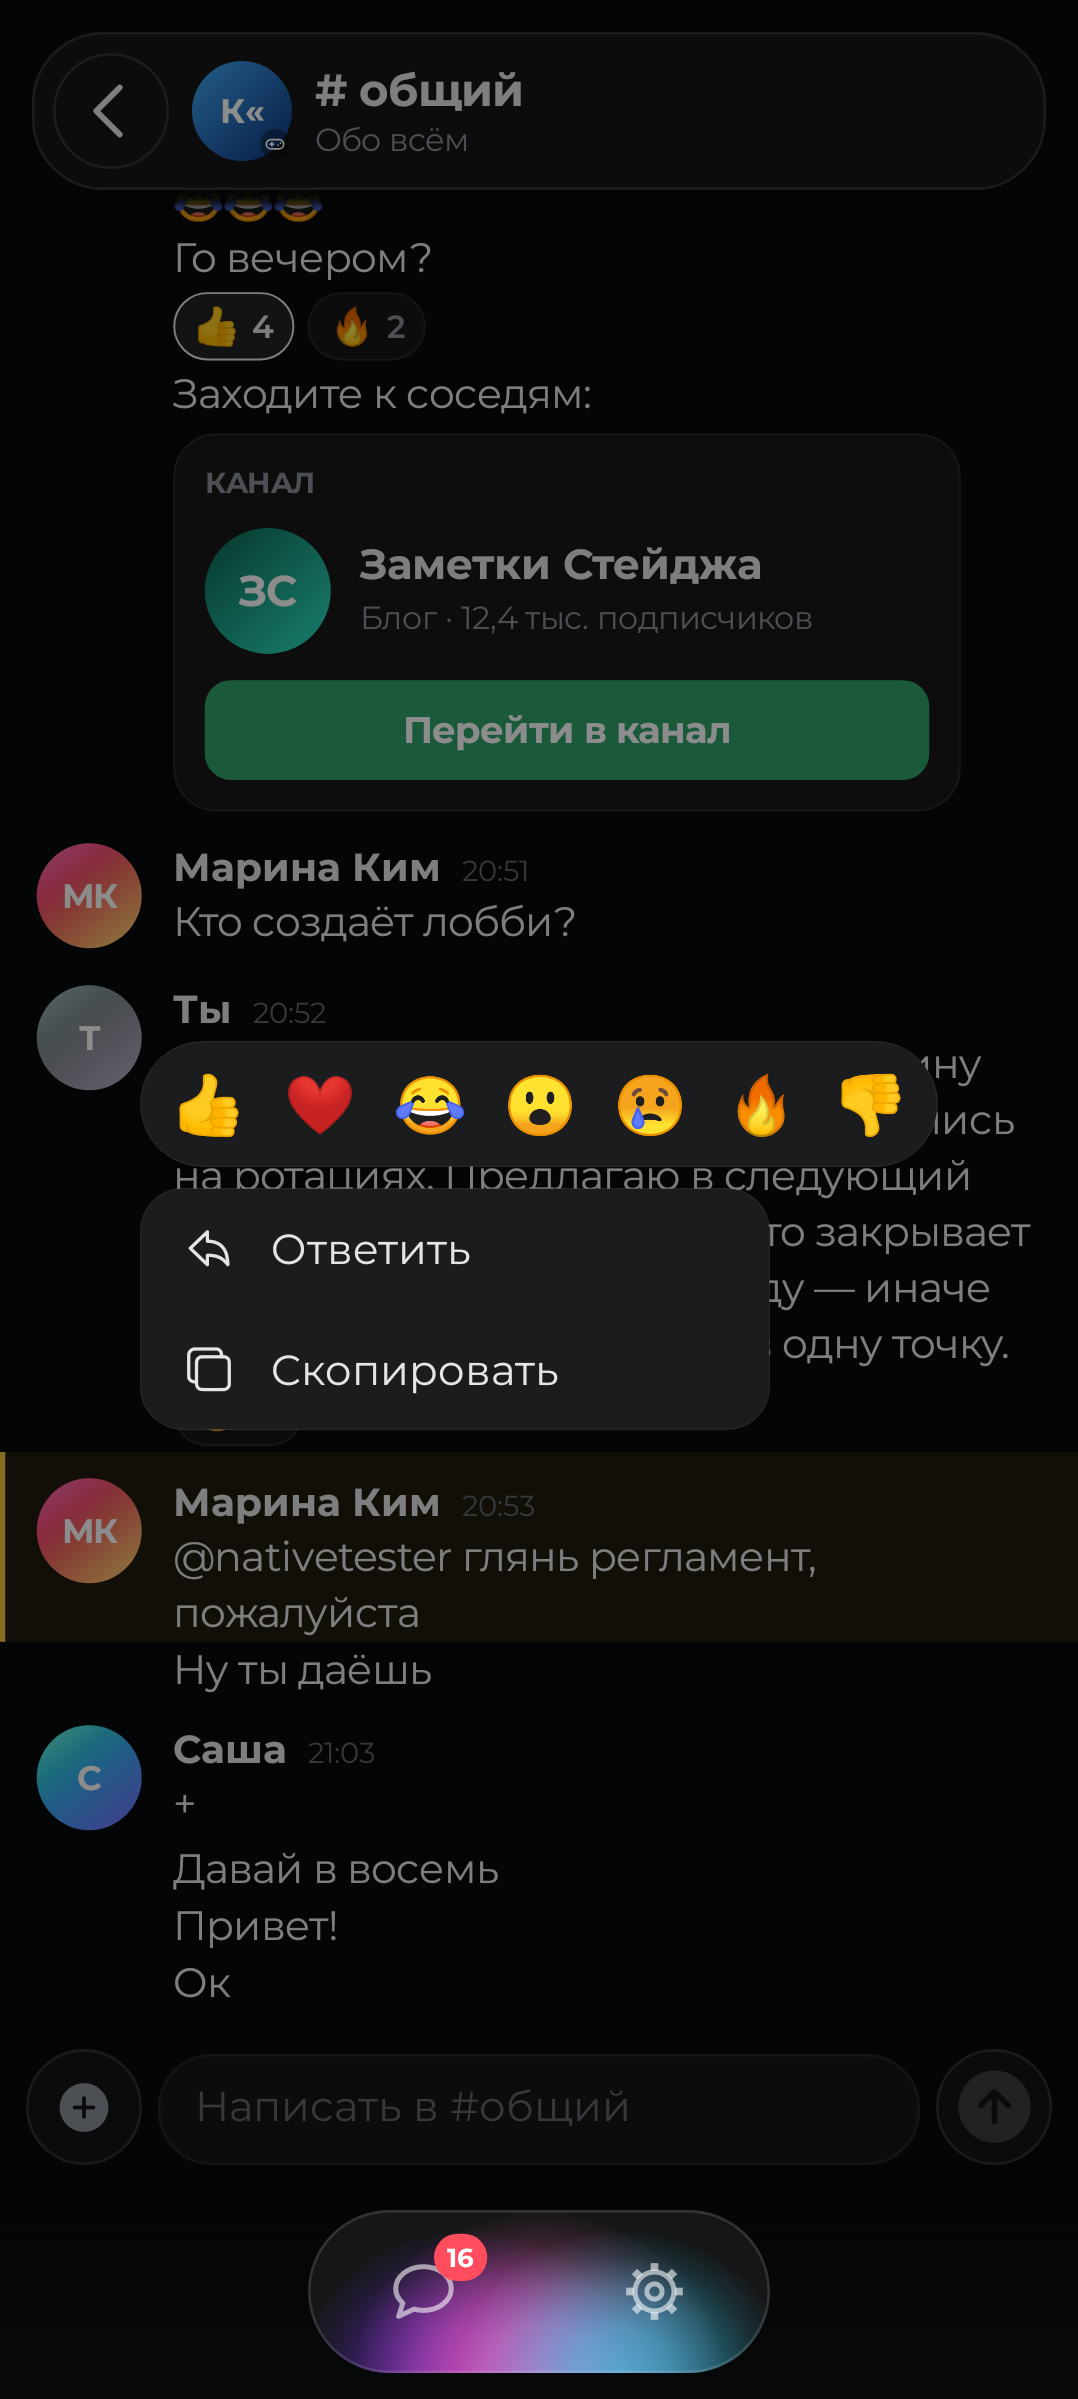 К«
# общий
Обо всём
Го вечером?
4
2
Заходите к соседям:
КАНАЛ
ЗС
Заметки Стейджа
Блог · 12,4 тыс. подписчиков
Перейти в канал
МК
Марина Ким 20:51
Кто создаёт лобби?
Т
Ты 20:52
на ротациях. Предлагаю в следующий
Ответить
закрывает
— иначе
Скопировать
одну точку.
МК
Марина Ким 20:53
@nativetester глянь регламент,
пожалуйста
Ну ты даёшь
С
Саша 21:03
+
Давай в восемь
Привет!
Ок
Написать в #общий
16